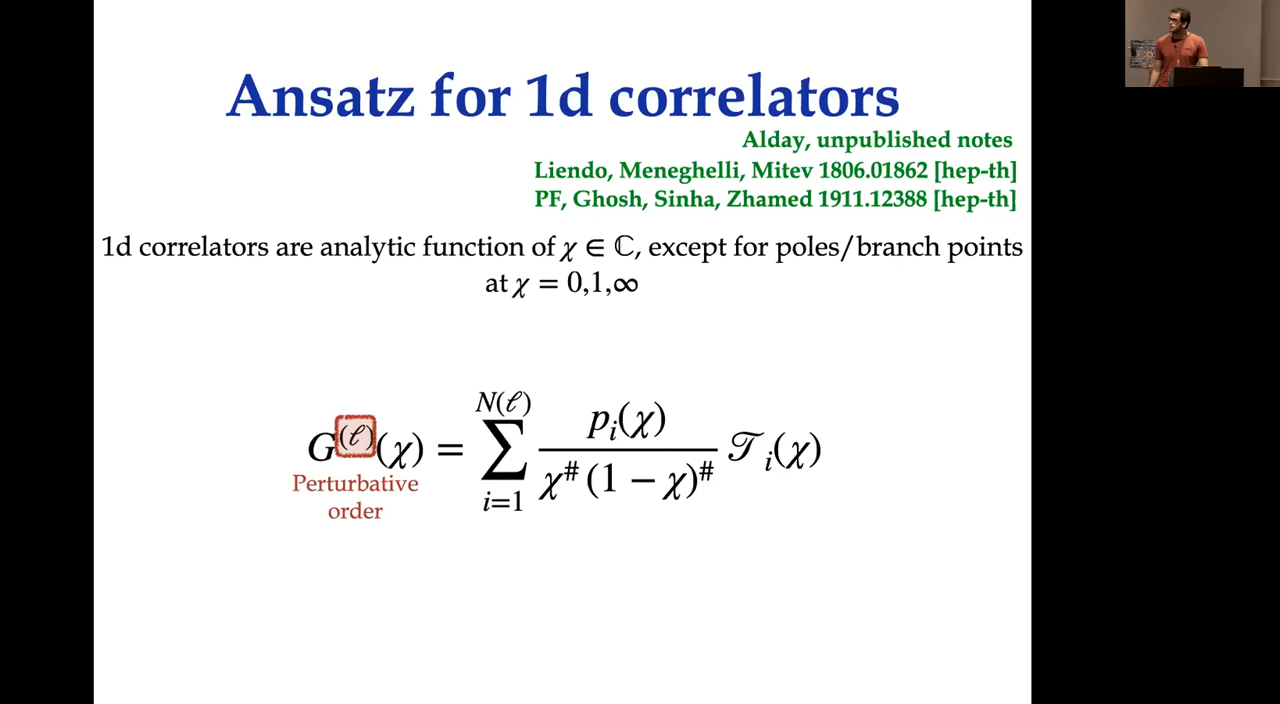 Ansatz for 1d correlators
Alday, unpublished notes
Liendo, Meneghelli, Mitev 1806.01862 [hep-th]
PF, Ghosh, Sinha, Zhamed 1911.12388 [hep-th]
1d correlators are analytic function of χ ∈ ℂ, except for poles/branch points
at χ = 0,1,∞
G^(ℓ)(χ) = ∑_{i=1}^{N(ℓ)} p_i(χ) / (χ^# (1 − χ)^#) 𝒯_i(χ)
Perturbative
order